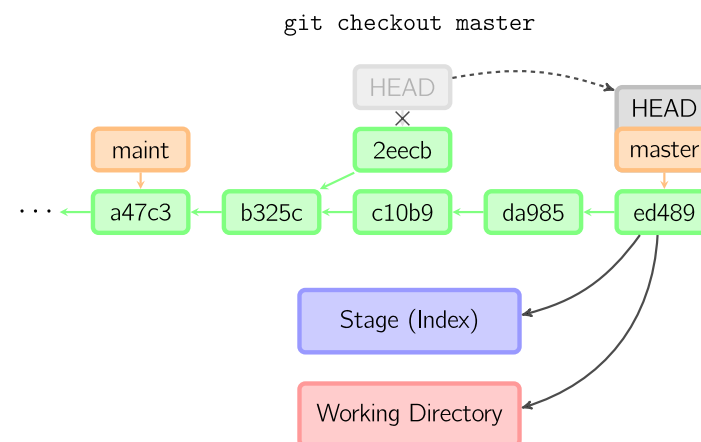 git checkout master
HEAD
HEAD
maint
2eecb
master
...
a47c3
b325c
c10b9
da985
ed489
Stage (Index)
Working Directory